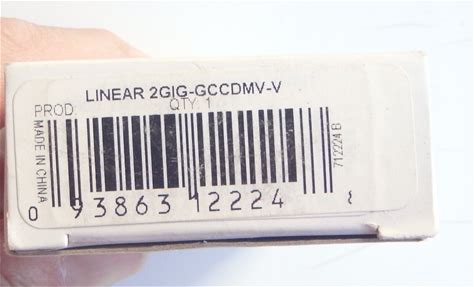 LINEAR 2GIG-GCCDMV-V
PROD.
QTY. 1
MADE IN CHINA
712224 B
0 93863 12224 8